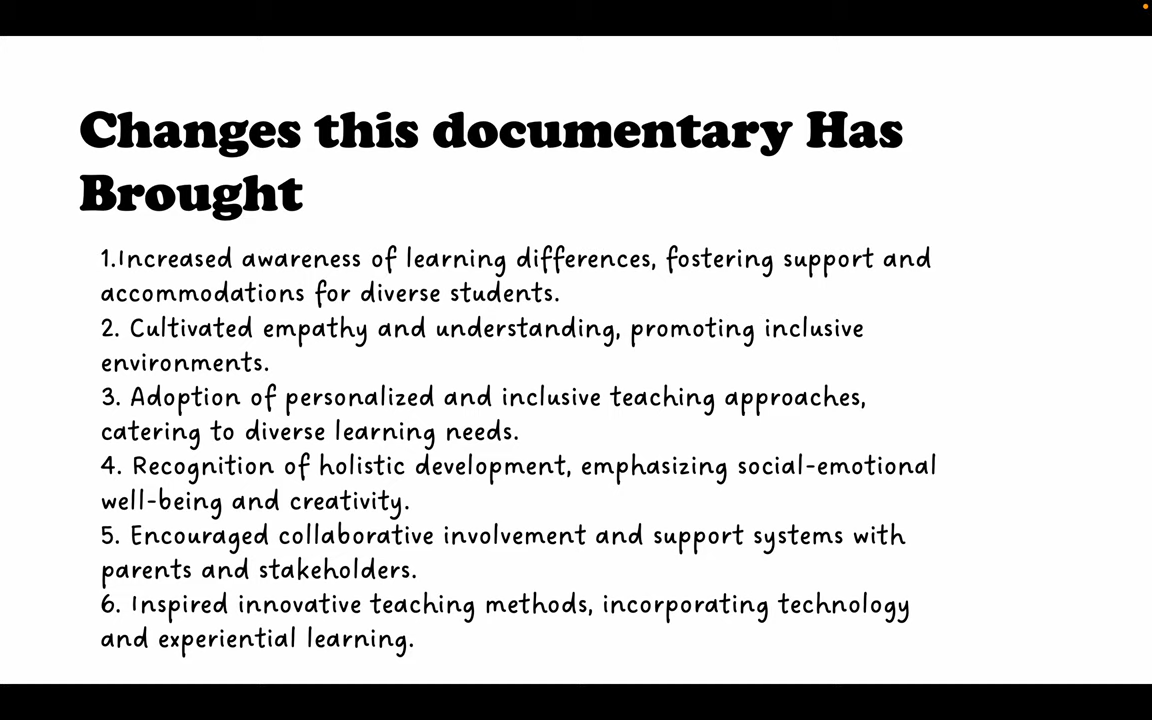 Changes this documentary Has
Brought
1.Increased awareness of learning differences, fostering support and
accommodations for diverse students.
2. Cultivated empathy and understanding, promoting inclusive
environments.
3. Adoption of personalized and inclusive teaching approaches,
catering to diverse learning needs.
4. Recognition of holistic development, emphasizing social-emotional
well-being and creativity.
5. Encouraged collaborative involvement and support systems with
parents and stakeholders.
6. Inspired innovative teaching methods, incorporating technology
and experiential learning.